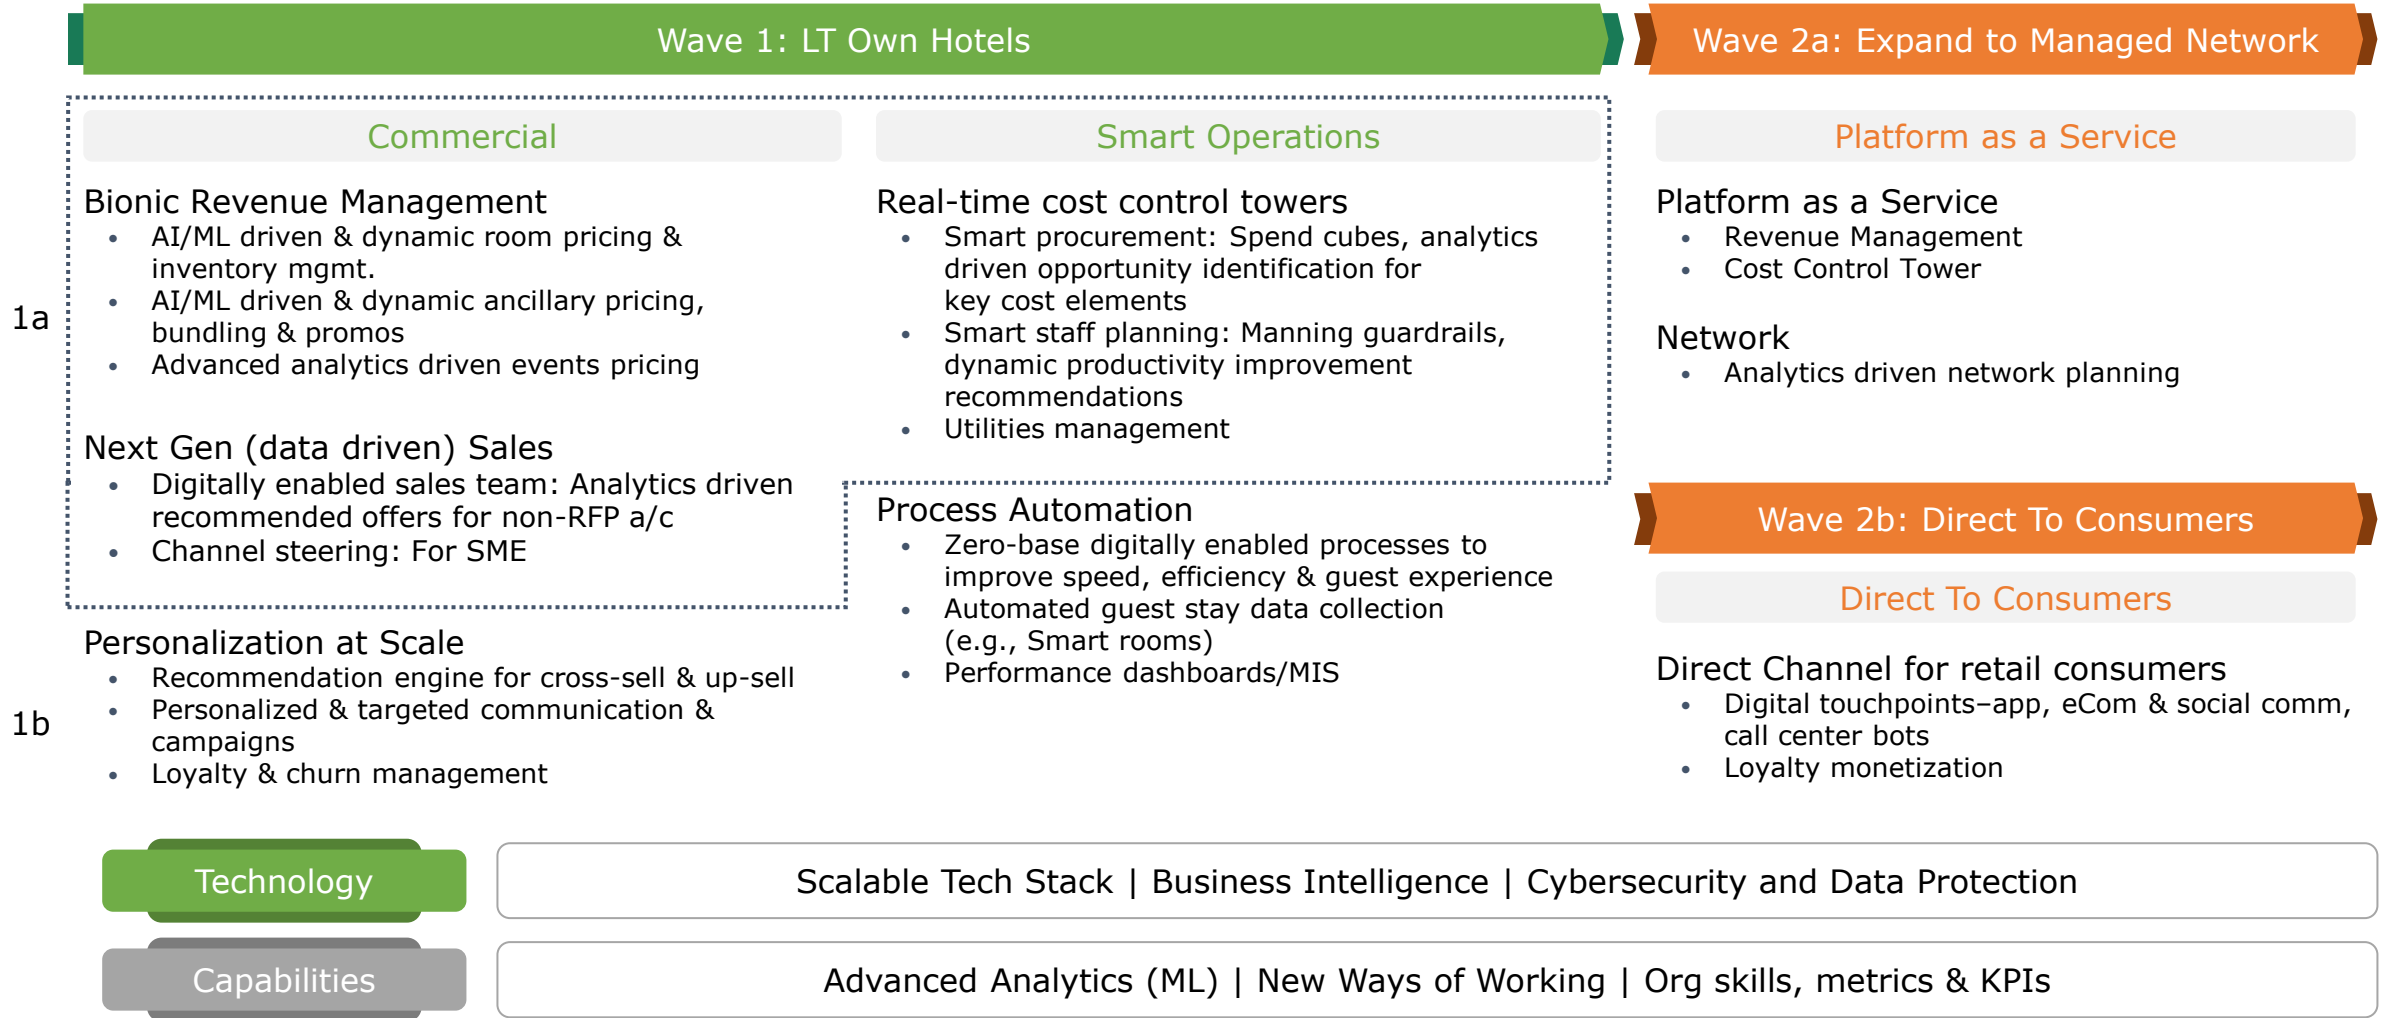 Wave 1: LT Own Hotels
Wave 2a: Expand to Managed Network
1a
Commercial
Bionic Revenue Management
• AI/ML driven & dynamic room pricing &
inventory mgmt.
• AI/ML driven & dynamic ancillary pricing,
bundling & promos
• Advanced analytics driven events pricing
Next Gen (data driven) Sales
• Digitally enabled sales team: Analytics driven
recommended offers for non-RFP a/c
• Channel steering: For SME
Smart Operations
Real-time cost control towers
• Smart procurement: Spend cubes, analytics
driven opportunity identification for
key cost elements
• Smart staff planning: Manning guardrails,
dynamic productivity improvement
recommendations
• Utilities management
Platform as a Service
Platform as a Service
• Revenue Management
• Cost Control Tower
Network
• Analytics driven network planning
1b
Personalization at Scale
• Recommendation engine for cross-sell & up-sell
• Personalized & targeted communication &
campaigns
• Loyalty & churn management
Process Automation
• Zero-base digitally enabled processes to
improve speed, efficiency & guest experience
• Automated guest stay data collection
(e.g., Smart rooms)
• Performance dashboards/MIS
Wave 2b: Direct To Consumers
Direct To Consumers
Direct Channel for retail consumers
• Digital touchpoints–app, eCom & social comm,
call center bots
• Loyalty monetization
Technology
Scalable Tech Stack | Business Intelligence | Cybersecurity and Data Protection
Capabilities
Advanced Analytics (ML) | New Ways of Working | Org skills, metrics & KPIs